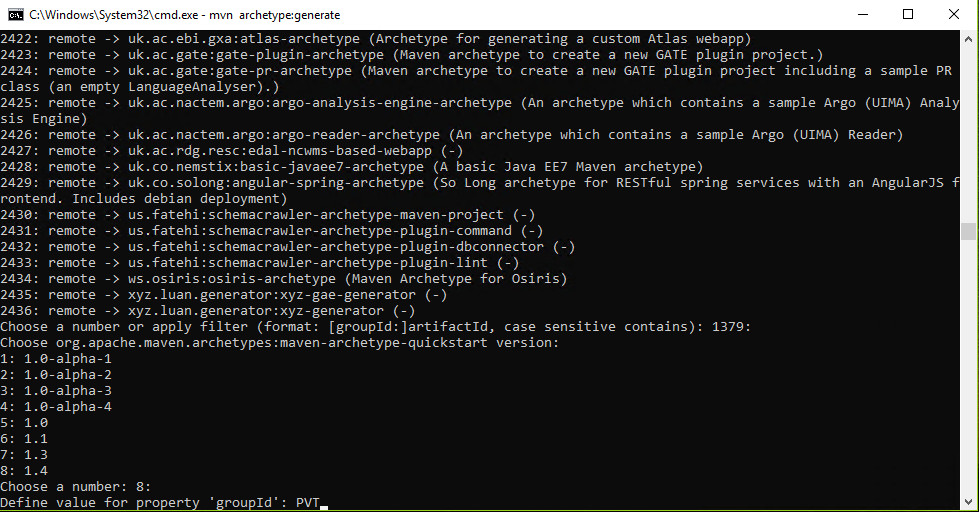 C:\Windows\System32\cmd.exe - mvn  archetype:generate
2422: remote -> uk.ac.ebi.gxa:atlas-archetype (Archetype for generating a custom Atlas webapp)
2423: remote -> uk.ac.gate:gate-plugin-archetype (Maven archetype to create a new GATE plugin project.)
2424: remote -> uk.ac.gate:gate-pr-archetype (Maven archetype to create a new GATE plugin project including a sample PR
class (an empty LanguageAnalyser).)
2425: remote -> uk.ac.nactem.argo:argo-analysis-engine-archetype (An archetype which contains a sample Argo (UIMA) Analy
sis Engine)
2426: remote -> uk.ac.nactem.argo:argo-reader-archetype (An archetype which contains a sample Argo (UIMA) Reader)
2427: remote -> uk.ac.rdg.resc:edal-ncwms-based-webapp (-)
2428: remote -> uk.co.nemstix:basic-javaee7-archetype (A basic Java EE7 Maven archetype)
2429: remote -> uk.co.solong:angular-spring-archetype (So Long archetype for RESTful spring services with an AngularJS f
rontend. Includes debian deployment)
2430: remote -> us.fatehi:schemacrawler-archetype-maven-project (-)
2431: remote -> us.fatehi:schemacrawler-archetype-plugin-command (-)
2432: remote -> us.fatehi:schemacrawler-archetype-plugin-dbconnector (-)
2433: remote -> us.fatehi:schemacrawler-archetype-plugin-lint (-)
2434: remote -> ws.osiris:osiris-archetype (Maven Archetype for Osiris)
2435: remote -> xyz.luan.generator:xyz-gae-generator (-)
2436: remote -> xyz.luan.generator:xyz-generator (-)
Choose a number or apply filter (format: [groupId:]artifactId, case sensitive contains): 1379:
Choose org.apache.maven.archetypes:maven-archetype-quickstart version:
1: 1.0-alpha-1
2: 1.0-alpha-2
3: 1.0-alpha-3
4: 1.0-alpha-4
5: 1.0
6: 1.1
7: 1.3
8: 1.4
Choose a number: 8:
Define value for property 'groupId': PVT